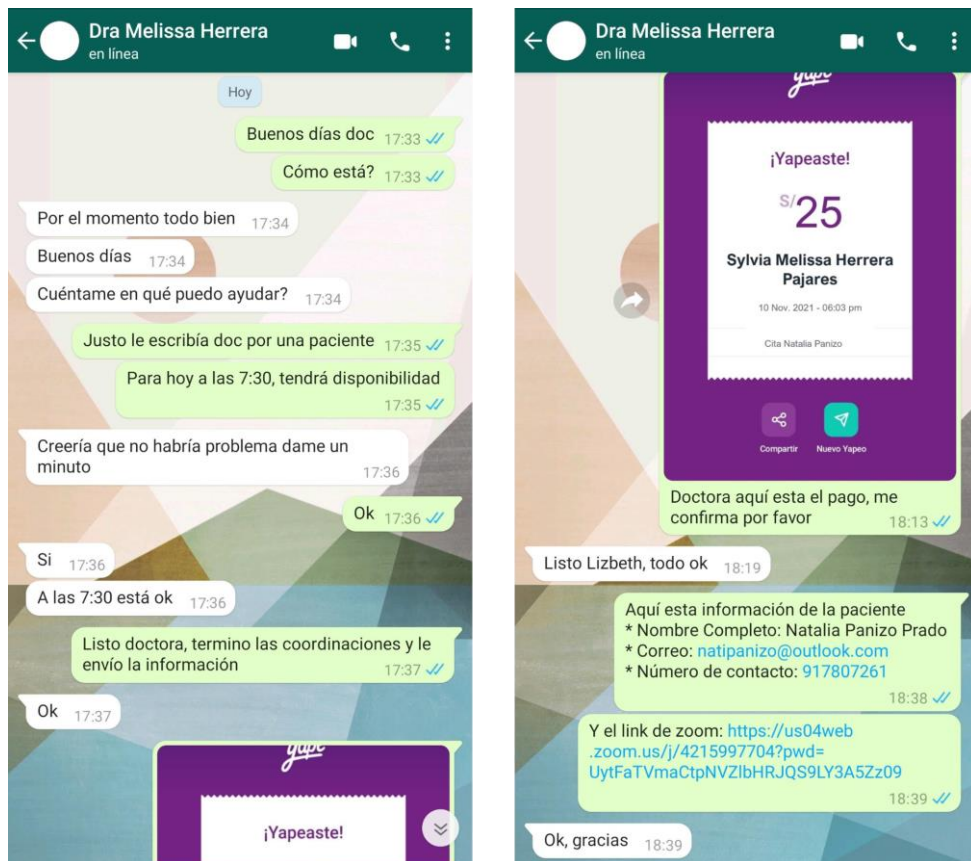 Dra Melissa Herrera
en línea
Hoy
Buenos días doc 17:33
Cómo está? 17:33
Por el momento todo bien 17:34
Buenos días 17:34
Cuéntame en qué puedo ayudar? 17:34
Justo le escribía doc por una paciente 17:35
Para hoy a las 7:30, tendrá disponibilidad
17:35
Creería que no habría problema dame un
minuto 17:36
Ok 17:36
Si 17:36
A las 7:30 está ok 17:36
Listo doctora, termino las coordinaciones y le
envío la información 17:37
Ok 17:37
yape
¡Yapeaste!
Dra Melissa Herrera
en línea
yape
¡Yapeaste!
S/25
Sylvia Melissa Herrera
Pajares
10 Nov. 2021 - 06:03 pm
Cita Natalia Panizo
Compartir Nuevo Yapeo
Doctora aquí esta el pago, me
confirma por favor 18:13
Listo Lizbeth, todo ok 18:19
Aquí esta información de la paciente
* Nombre Completo: Natalia Panizo Prado
* Correo: natipanizo@outlook.com
* Número de contacto: 917807261
18:38
Y el link de zoom: https://us04web
.zoom.us/j/4215997704?pwd=
UytFaTVmaCtpNVZlbHRJQS9LY3A5Zz09
18:39
Ok, gracias 18:39